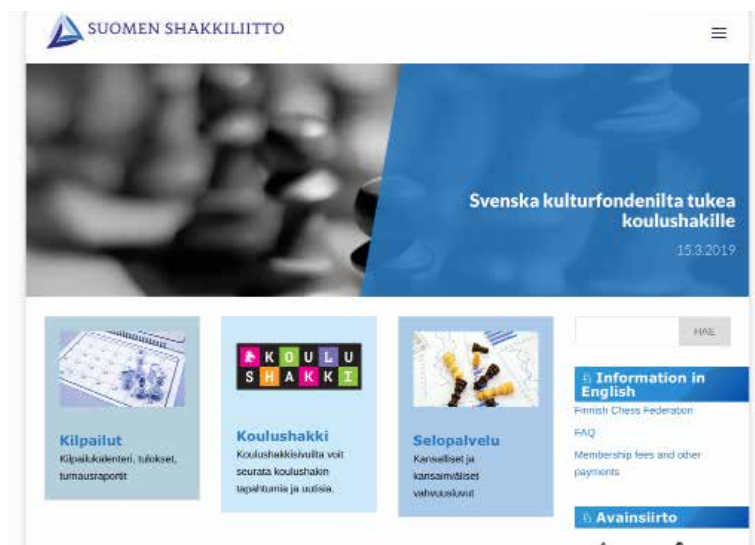 SUOMEN SHAKKILIITTO
Svenska kulturfondenilta tukea
koulushakille
15.3.2019
HAE
Information in
English
Finnish Chess Federation
FAQ
Membership fees and other
payments
Avainsiirto
KOULU
SHAKKI
Kilpailut
Kilpailukalenteri, tulokset,
turnausraportit
Koulushakki
Koulushakkisivuilta voit
seurata koulushakin
tapahtumia ja uutisia.
Selopalvelu
Kansalliset ja
kansainväliset
vahvuusluvut